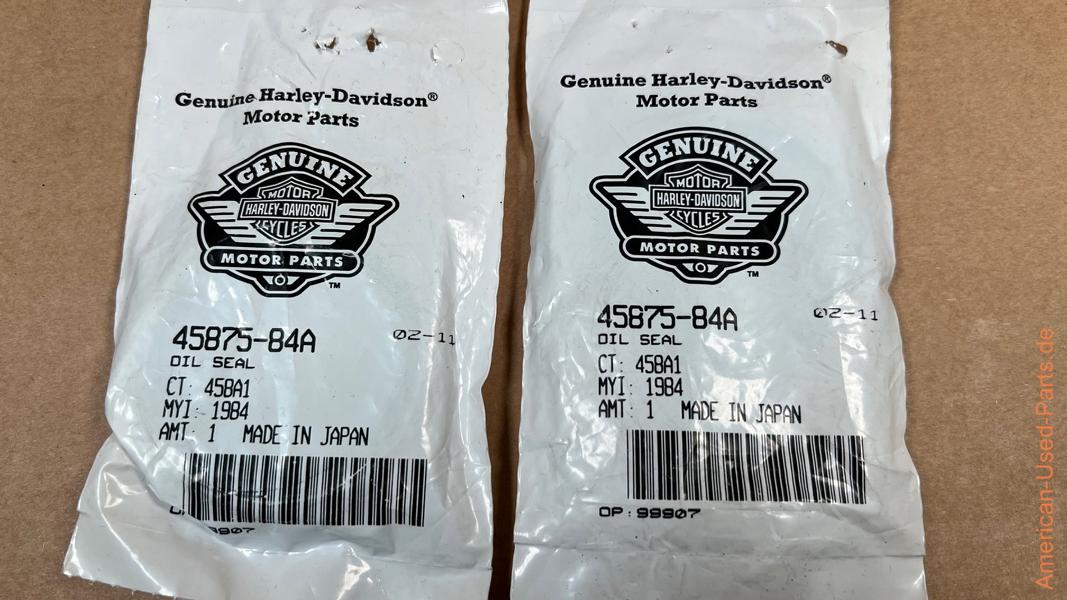 Genuine Harley-Davidson®
Motor Parts
GENUINE
MOTOR
HARLEY-DAVIDSON
CYCLES
MOTOR PARTS
TM
45875-84A 02-11
OIL SEAL
CT: 458A1
MYI: 1984
AMT: 1 MADE IN JAPAN
Genuine Harley-Davidson®
Motor Parts
GENUINE
MOTOR
HARLEY-DAVIDSON
CYCLES
MOTOR PARTS
TM
45875-84A 02-11
OIL SEAL
CT: 458A1
MYI: 1984
AMT: 1 MADE IN JAPAN
OP: 99907
American-Used-Parts.de